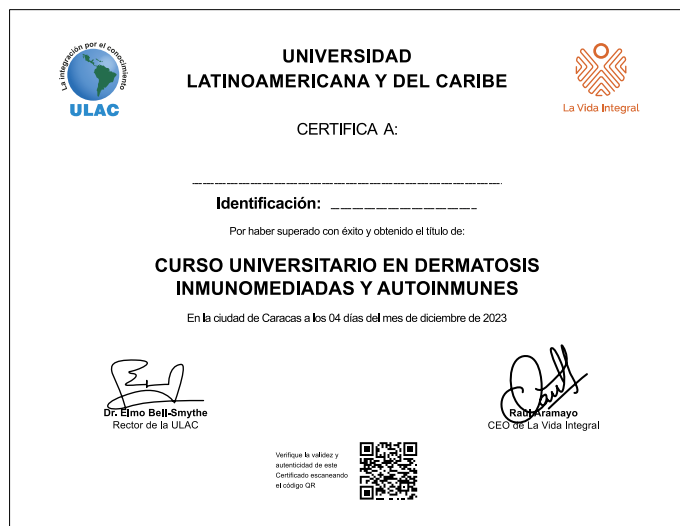 La integración por el conocimiento
ULAC
UNIVERSIDAD
LATINOAMERICANA Y DEL CARIBE
La Vida Integral
CERTIFICA A:
Identificación:
Por haber superado con éxito y obtenido el título de:
CURSO UNIVERSITARIO EN DERMATOSIS
INMUNOMEDIADAS Y AUTOINMUNES
En la ciudad de Caracas a los 04 días del mes de diciembre de 2023
Dr. Elmo Bell-Smythe
Rector de la ULAC
Raúl Aramayo
CEO de La Vida Integral
Verifique la validez y
autenticidad de este
Certificado escaneando
el código QR